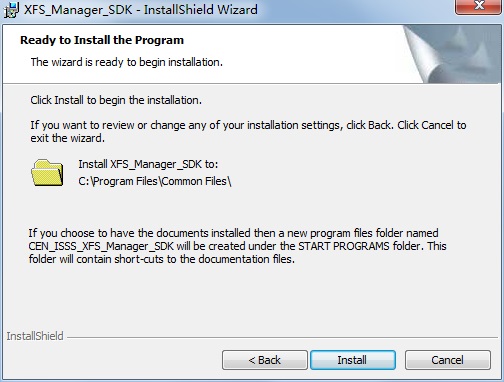 XFS_Manager_SDK - InstallShield Wizard
Ready to Install the Program
The wizard is ready to begin installation.
Click Install to begin the installation.
If you want to review or change any of your installation settings, click Back. Click Cancel to
exit the wizard.
Install XFS_Manager_SDK to:
C:\Program Files\Common Files\
If you choose to have the documents installed then a new program files folder named
CEN_ISSS_XFS_Manager_SDK will be created under the START PROGRAMS folder. This
folder will contain short-cuts to the documentation files.
InstallShield
< Back
Install
Cancel